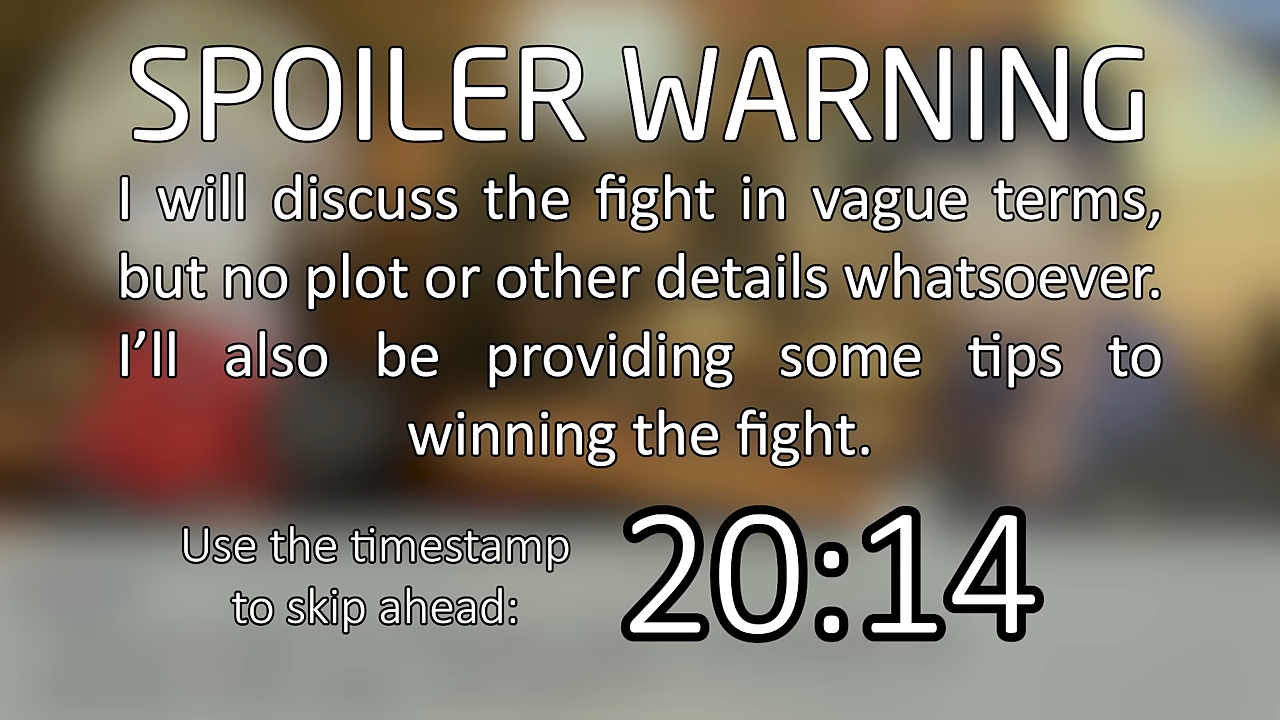 SPOILER WARNING
I will discuss the fight in vague terms,
but no plot or other details whatsoever.
I’ll also be providing some tips to
winning the fight.
Use the timestamp
to skip ahead:
20:14